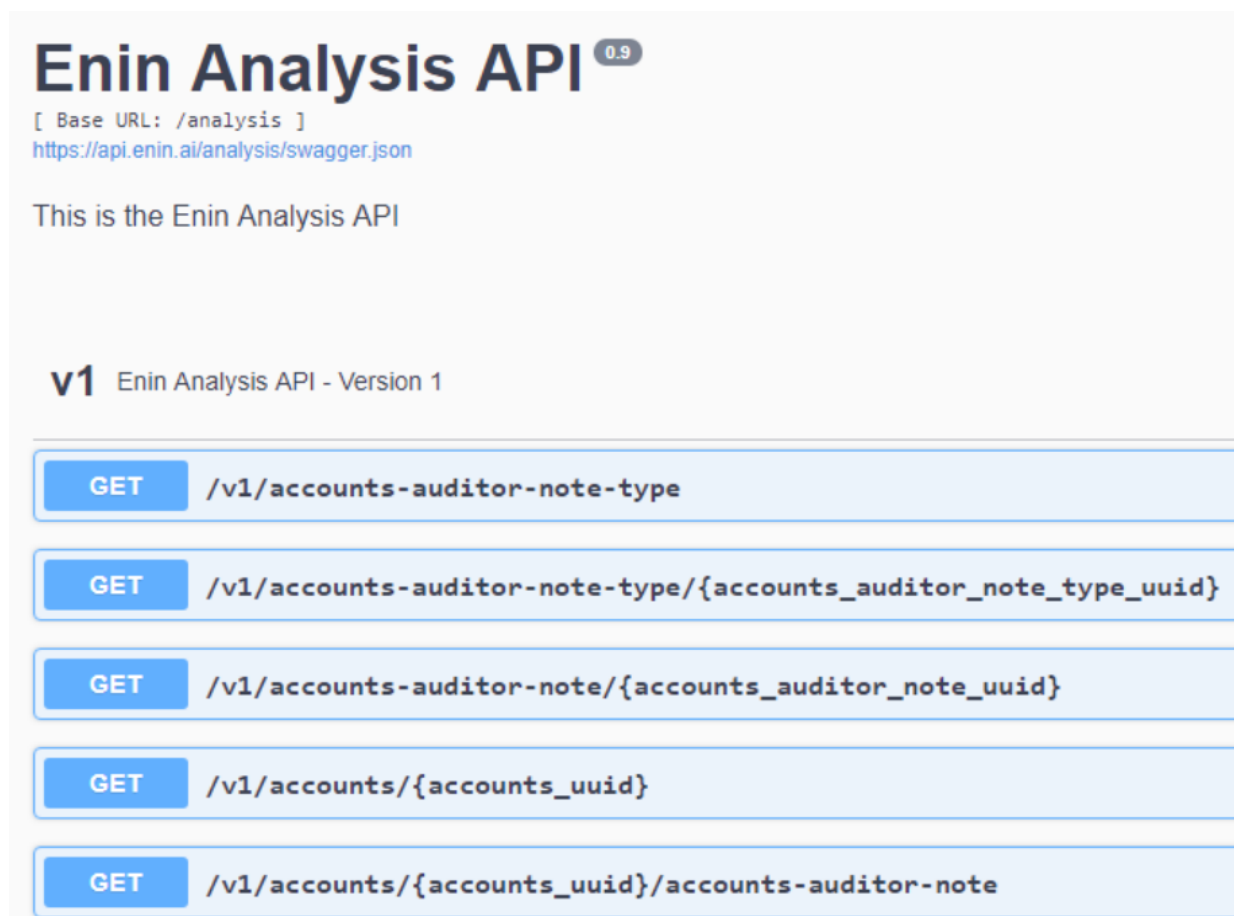 Enin Analysis API 0.9
[ Base URL: /analysis ]
https://api.enin.ai/analysis/swagger.json
This is the Enin Analysis API
v1 Enin Analysis API - Version 1
GET /v1/accounts-auditor-note-type
GET /v1/accounts-auditor-note-type/{accounts_auditor_note_type_uuid}
GET /v1/accounts-auditor-note/{accounts_auditor_note_uuid}
GET /v1/accounts/{accounts_uuid}
GET /v1/accounts/{accounts_uuid}/accounts-auditor-note